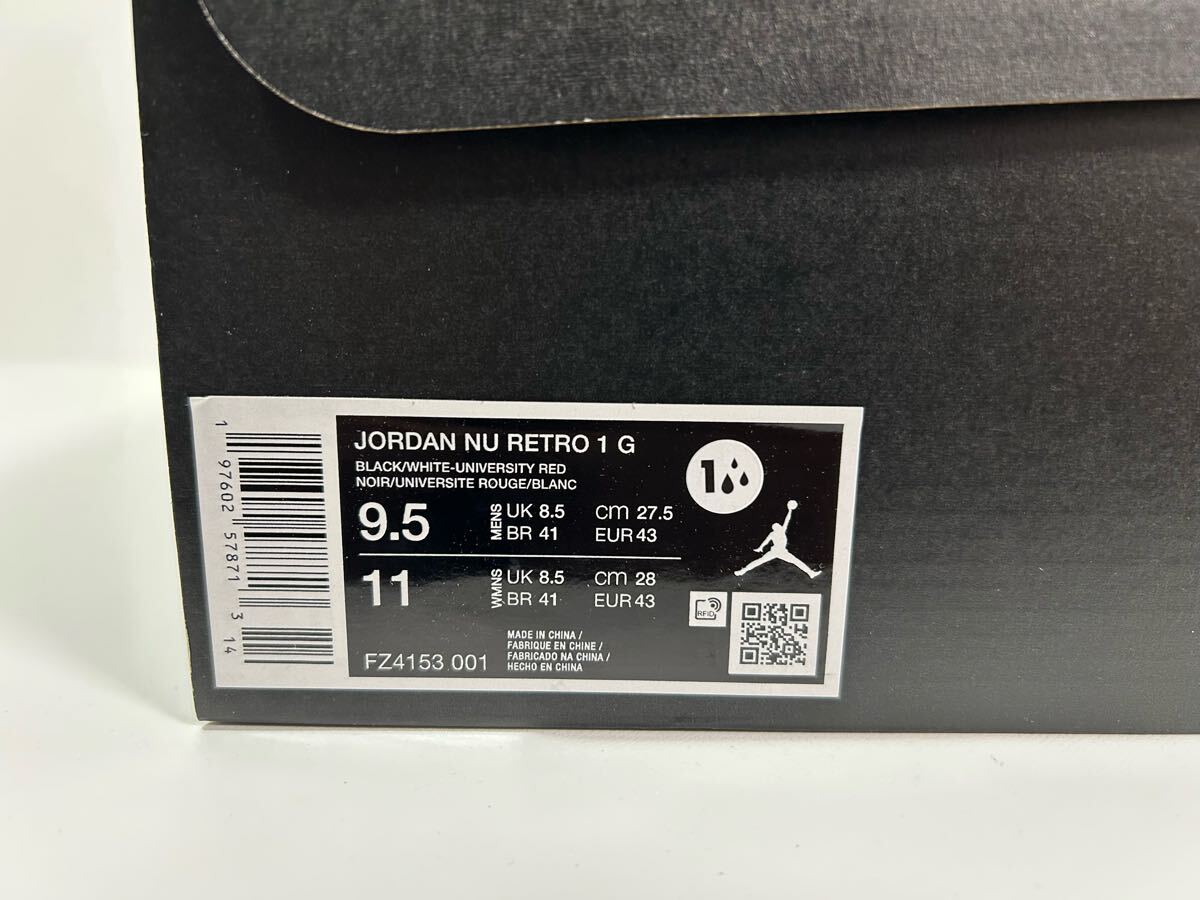 JORDAN NU RETRO 1 G
BLACK/WHITE-UNIVERSITY RED
NOIR/UNIVERSITE ROUGE/BLANC
9.5 MENS UK 8.5 cm 27.5
BR 41 EUR 43
11 WMNS UK 8.5 cm 28
BR 41 EUR 43
MADE IN CHINA /
FABRIQUE EN CHINE /
FABRICADO NA CHINA /
HECHO EN CHINA
FZ4153 001
RFID
1
1 97602 57871 3 14